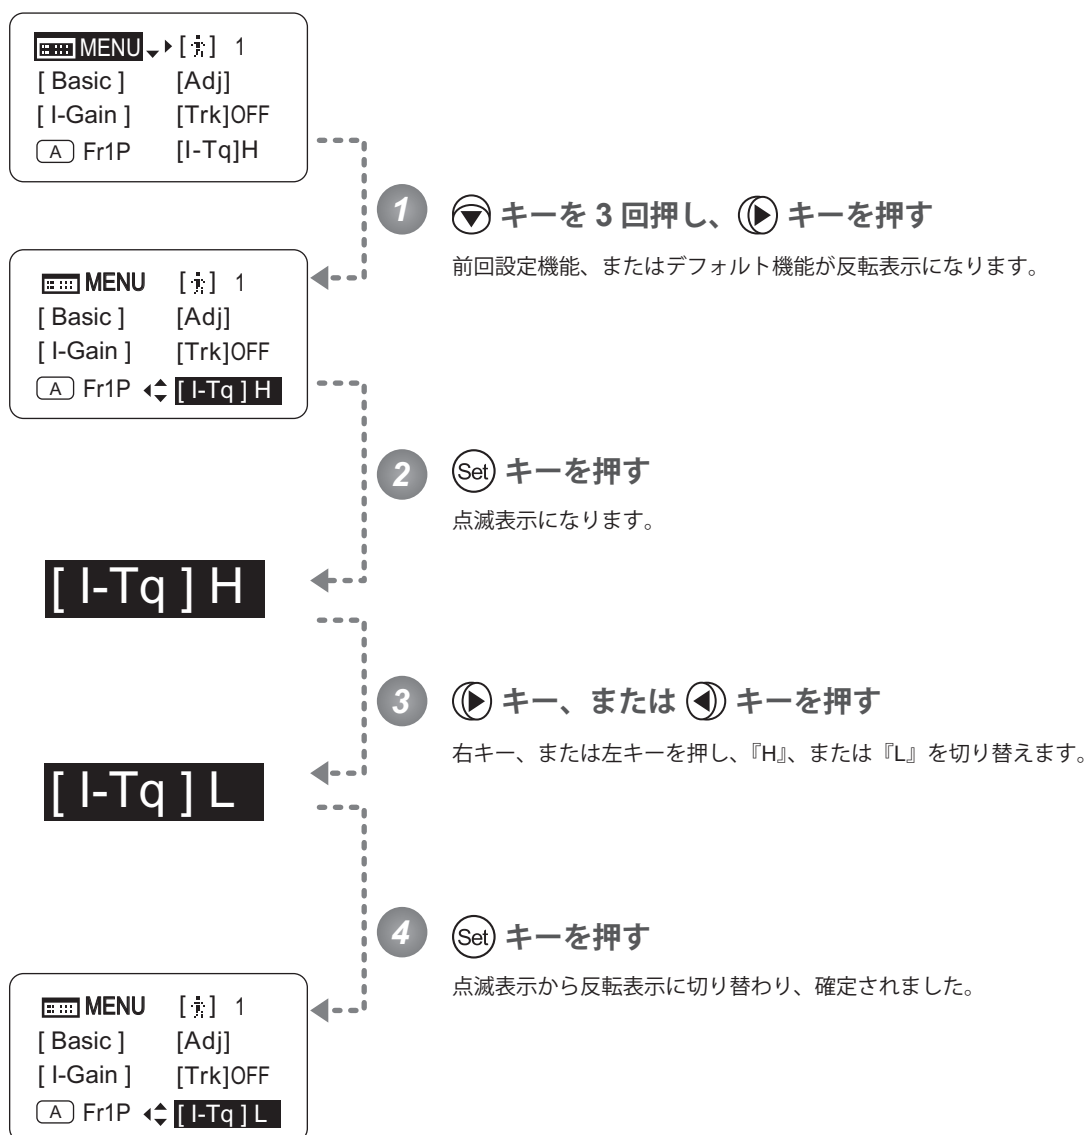 MENU [ ] 1
[ Basic ] [Adj]
[ I-Gain ] [Trk]OFF
A Fr1P [I-Tq]H
1 キーを 3 回押し、 キーを押す
前回設定機能、またはデフォルト機能が反転表示になります。
MENU [ ] 1
[ Basic ] [Adj]
[ I-Gain ] [Trk]OFF
A Fr1P [ I-Tq ] H
2 Set キーを押す
点滅表示になります。
[ I-Tq ] H
3 キー、または キーを押す
右キー、または左キーを押し、『H』、または『L』を切り替えます。
[ I-Tq ] L
4 Set キーを押す
点滅表示から反転表示に切り替わり、確定されました。
MENU [ ] 1
[ Basic ] [Adj]
[ I-Gain ] [Trk]OFF
A Fr1P [ I-Tq ] L